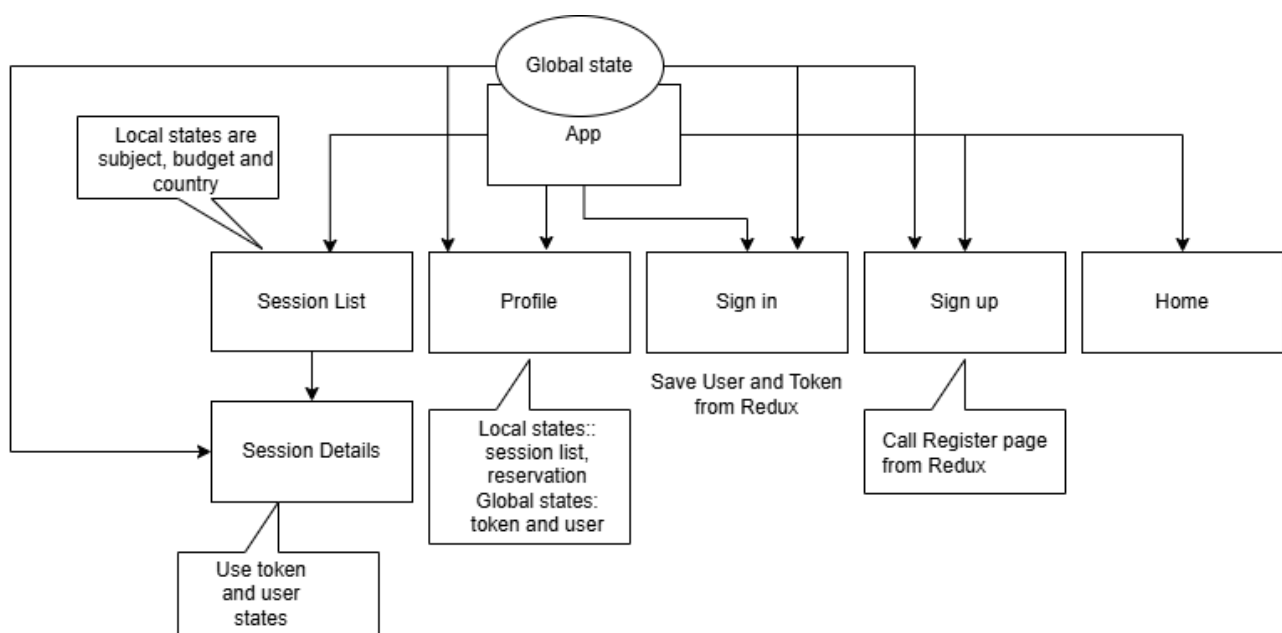 Global state
App
Local states are
subject, budget and
country
Session List
Profile
Sign in
Sign up
Home
Save User and Token
from Redux
Local states::
session list,
reservation
Global states:
token and user
Call Register page
from Redux
Session Details
Use token
and user
states